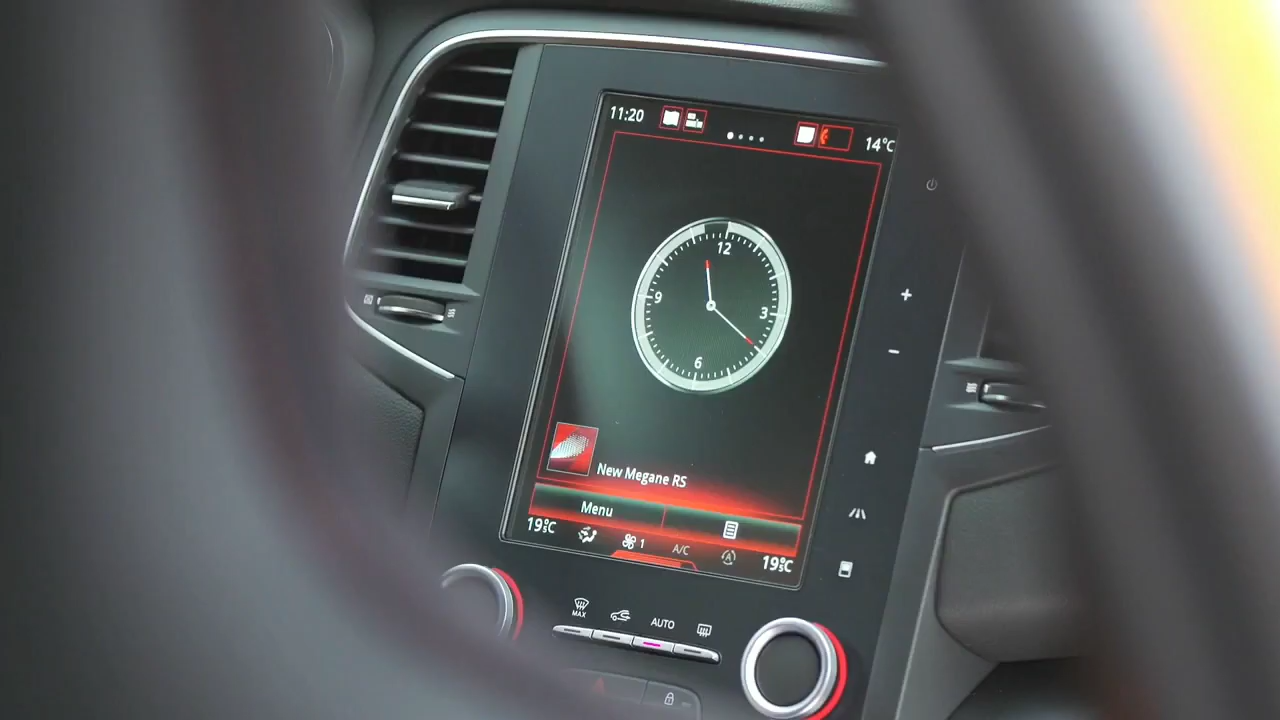 11:20
14°C
12
9
3
6
New Megane RS
Menu
19°C
1
A/C
A
19°C
MAX
AUTO